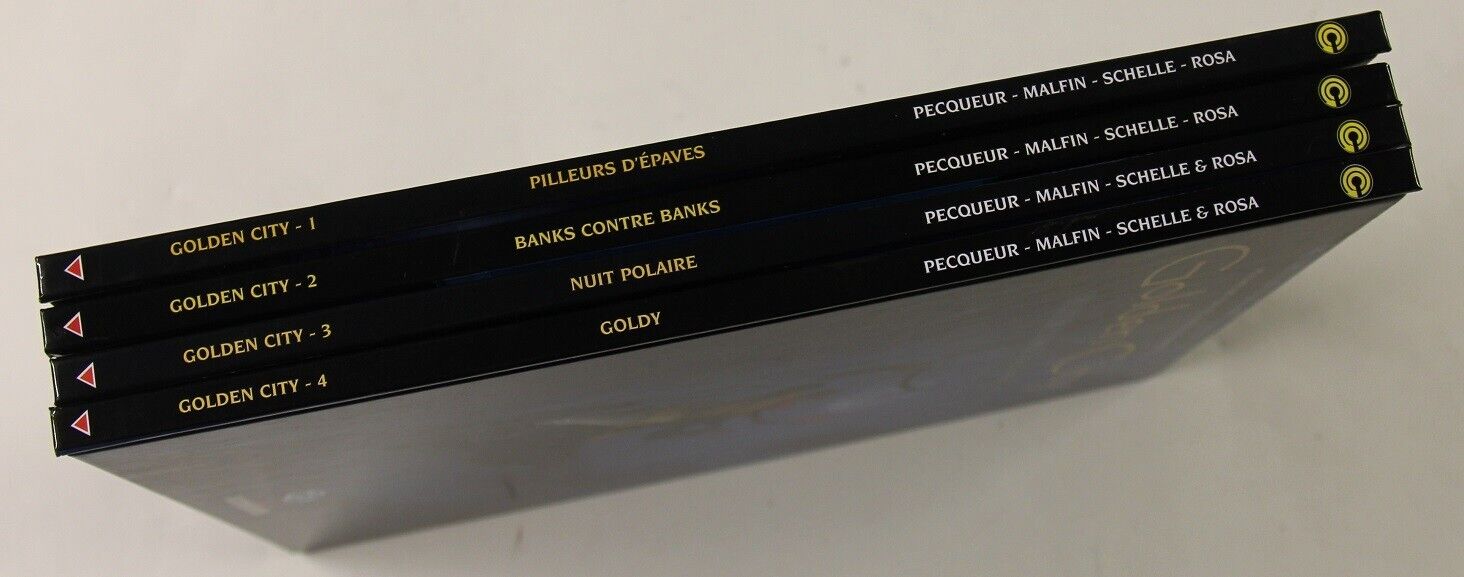 GOLDEN CITY - 1 PILLEURS D'ÉPAVES PECQUEUR - MALFIN - SCHELLE - ROSA
GOLDEN CITY - 2 BANKS CONTRE BANKS PECQUEUR - MALFIN - SCHELLE - ROSA
GOLDEN CITY - 3 NUIT POLAIRE PECQUEUR - MALFIN - SCHELLE & ROSA
GOLDEN CITY - 4 GOLDY PECQUEUR - MALFIN - SCHELLE & ROSA